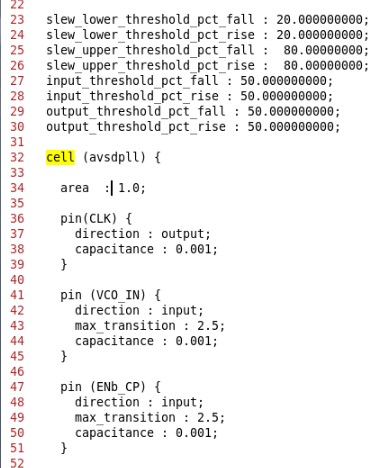 22
23 slew_lower_threshold_pct_fall : 20.000000000;
24 slew_lower_threshold_pct_rise : 20.000000000;
25 slew_upper_threshold_pct_fall :  80.000000000;
26 slew_upper_threshold_pct_rise :  80.000000000;
27 input_threshold_pct_fall : 50.000000000;
28 input_threshold_pct_rise : 50.000000000;
29 output_threshold_pct_fall : 50.000000000;
30 output_threshold_pct_rise : 50.000000000;
31
32 cell (avsdpll) {
33
34   area  : 1.0;
35
36   pin(CLK) {
37     direction : output;
38     capacitance : 0.001;
39   }
40
41   pin (VCO_IN) {
42     direction : input;
43     max_transition : 2.5;
44     capacitance : 0.001;
45   }
46
47   pin (ENb_CP) {
48     direction : input;
49     max_transition : 2.5;
50     capacitance : 0.001;
51   }
52